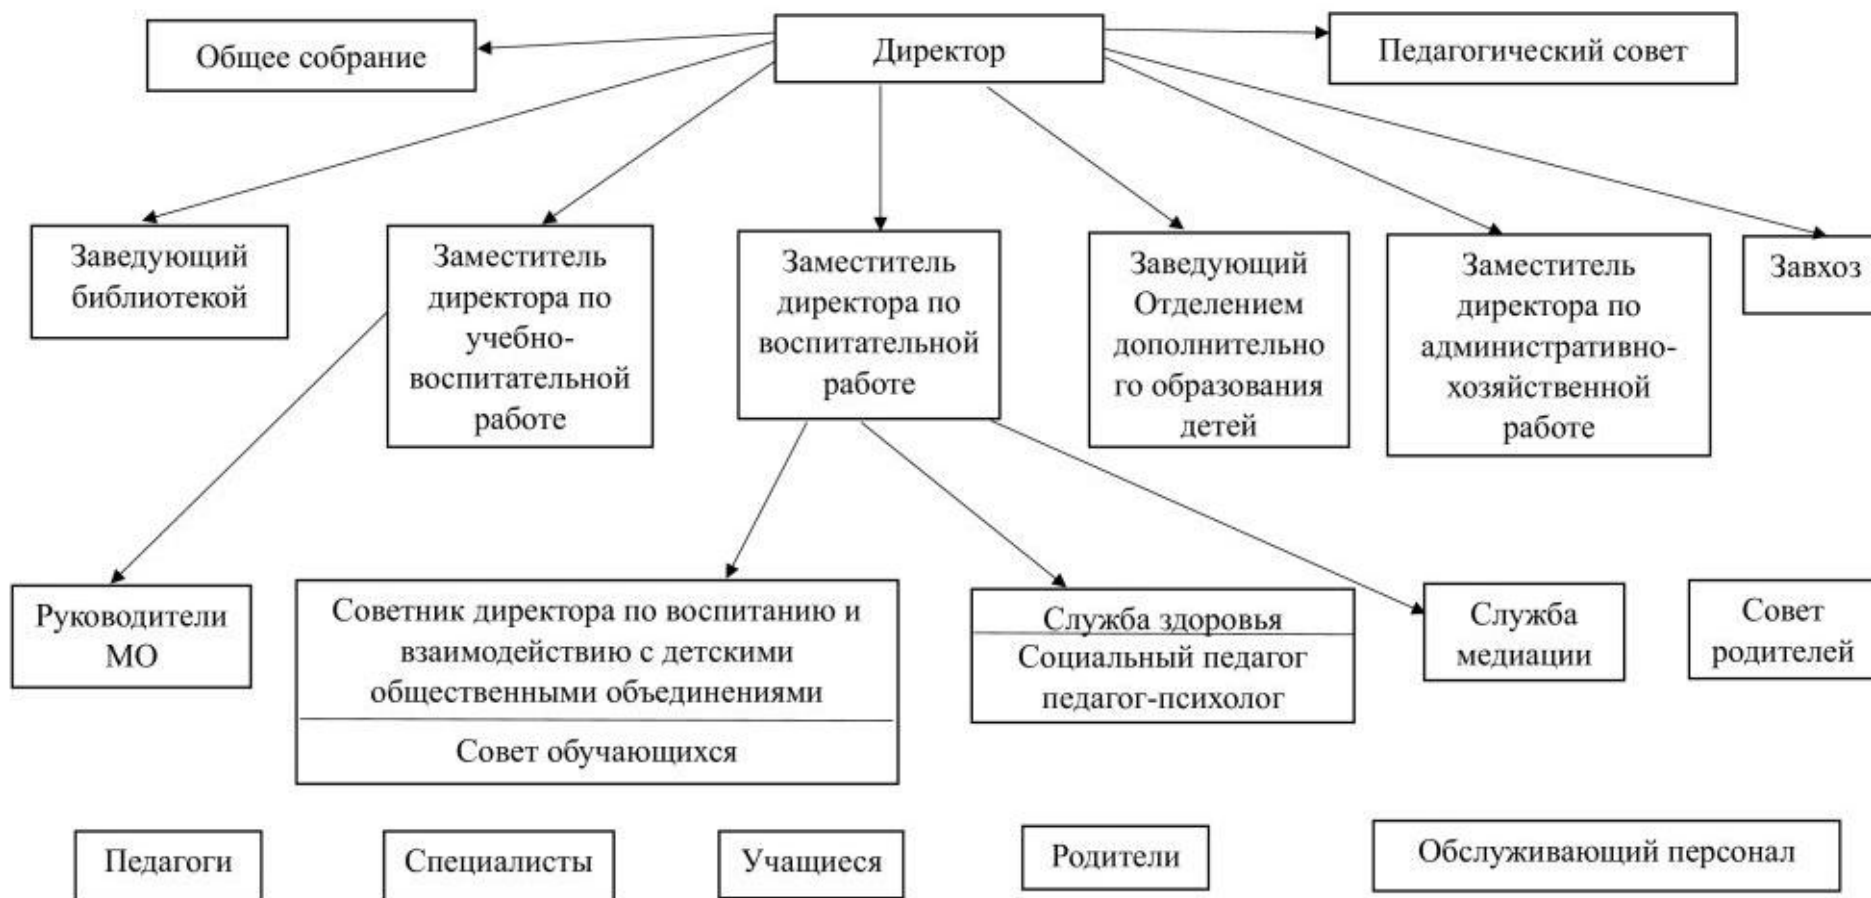 Общее собрание
Директор
Педагогический совет
Заведующий
библиотекой
Заместитель
директора по
учебно-
воспитательной
работе
Заместитель
директора по
воспитательной
работе
Заведующий
Отделением
дополнительно
го образования
детей
Заместитель
директора по
административно-
хозяйственной
работе
Завхоз
Руководители
МО
Советник директора по воспитанию и
взаимодействию с детскими
общественными объединениями
Совет обучающихся
Служба здоровья
Социальный педагог
педагог-психолог
Служба
медиации
Совет
родителей
Педагоги
Специалисты
Учащиеся
Родители
Обслуживающий персонал